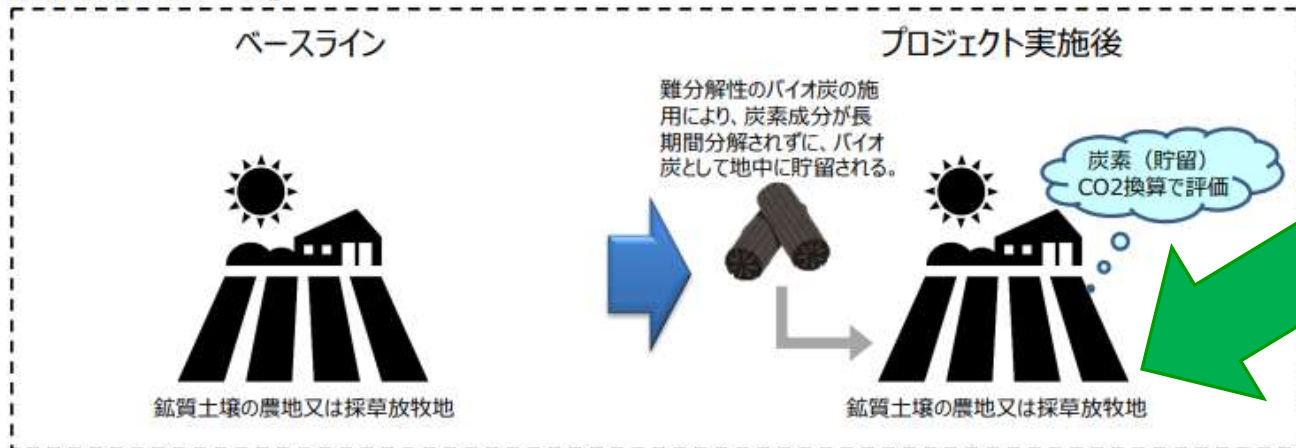 ベースライン
プロジェクト実施後
難分解性のバイオ炭の施
用により、炭素成分が長
期間分解されずに、バイオ
炭として地中に貯留される。
炭素（貯留）
CO2換算で評価
鉱質土壌の農地又は採草放牧地
鉱質土壌の農地又は採草放牧地